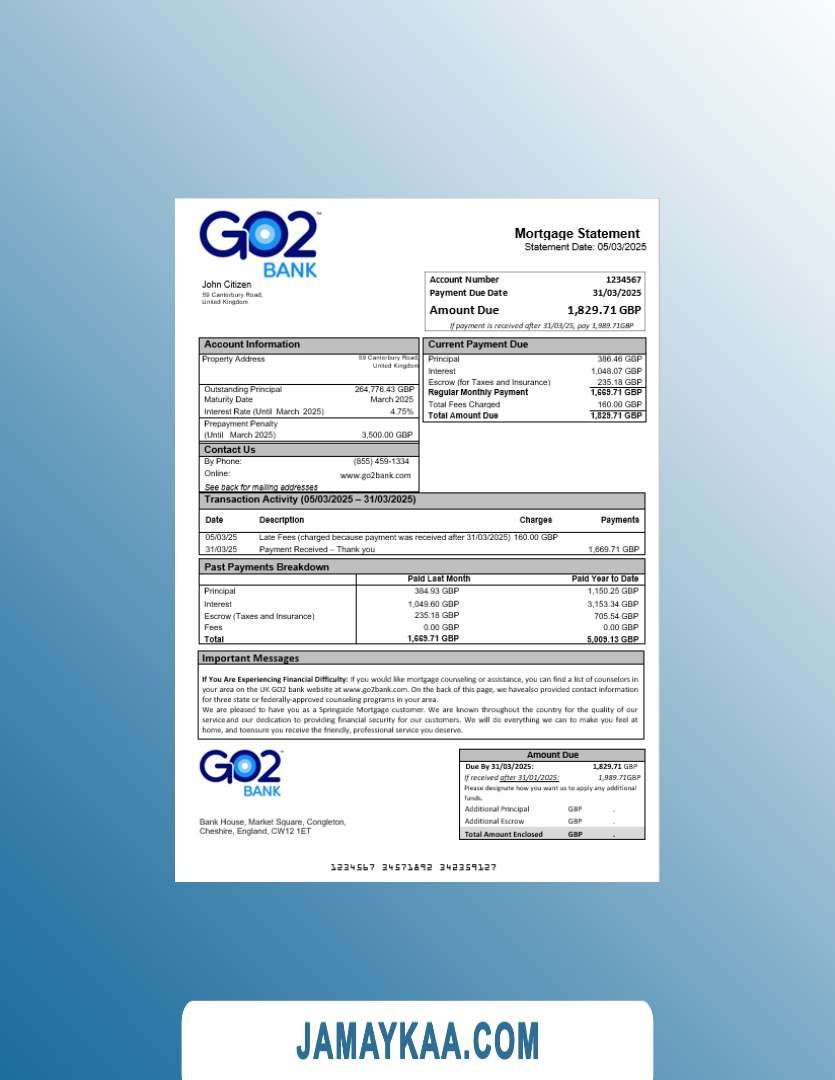 GO2™
BANK
Mortgage Statement
Statement Date: 05/03/2025
John Citizen
59 Canterbury Road,
United Kingdom
Account Number 1234567
Payment Due Date 31/03/2025
Amount Due 1,829.71 GBP
If payment is received after 31/03/25, pay 1,989.71GBP
Account Information
Property Address 59 Canterbury Road,
United Kingdom
Outstanding Principal 264,776.43 GBP
Maturity Date March 2025
Interest Rate (Until March 2025) 4.75%
Prepayment Penalty
(Until March 2025) 3,500.00 GBP
Current Payment Due
Principal 386.46 GBP
Interest 1,048.07 GBP
Escrow (for Taxes and Insurance) 235.18 GBP
Regular Monthly Payment 1,669.71 GBP
Total Fees Charged 160.00 GBP
Total Amount Due 1,829.71 GBP
Contact Us
By Phone: (855) 459-1334
Online: www.go2bank.com
See back for mailing addresses
Transaction Activity (05/03/2025 – 31/03/2025)
Date Description Charges Payments
05/03/25 Late Fees (charged because payment was received after 31/03/2025) 160.00 GBP
31/03/25 Payment Received – Thank you 1,669.71 GBP
Past Payments Breakdown
Paid Last Month Paid Year to Date
Principal 384.93 GBP 1,150.25 GBP
Interest 1,049.60 GBP 3,153.34 GBP
Escrow (Taxes and Insurance) 235.18 GBP 705.54 GBP
Fees 0.00 GBP 0.00 GBP
Total 1,669.71 GBP 5,009.13 GBP
Important Messages
If You Are Experiencing Financial Difficulty: If you would like mortgage counseling or assistance, you can find a list of counselors in
your area on the UK GO2 bank website at www.go2bank.com. On the back of this page, we havealso provided contact information
for three state or federally-approved counseling programs in your area.
We are pleased to have you as a Springside Mortgage customer. We are known throughout the country for the quality of our
service and our dedication to providing financial security for our customers. We will do everything we can to make you feel at
home, and toensure you receive the friendly, professional service you deserve.
GO2
BANK
Bank House, Market Square, Congleton,
Cheshire, England, CW12 1ET
Amount Due
Due By 31/03/2025: 1,829.71 GBP
If received after 31/01/2025: 1,989.71GBP
Please designate how you want us to apply any additional
funds.
Additional Principal GBP .
Additional Escrow GBP .
Total Amount Enclosed GBP .
1234567 34571892 342359127
JAMAYKAA.COM